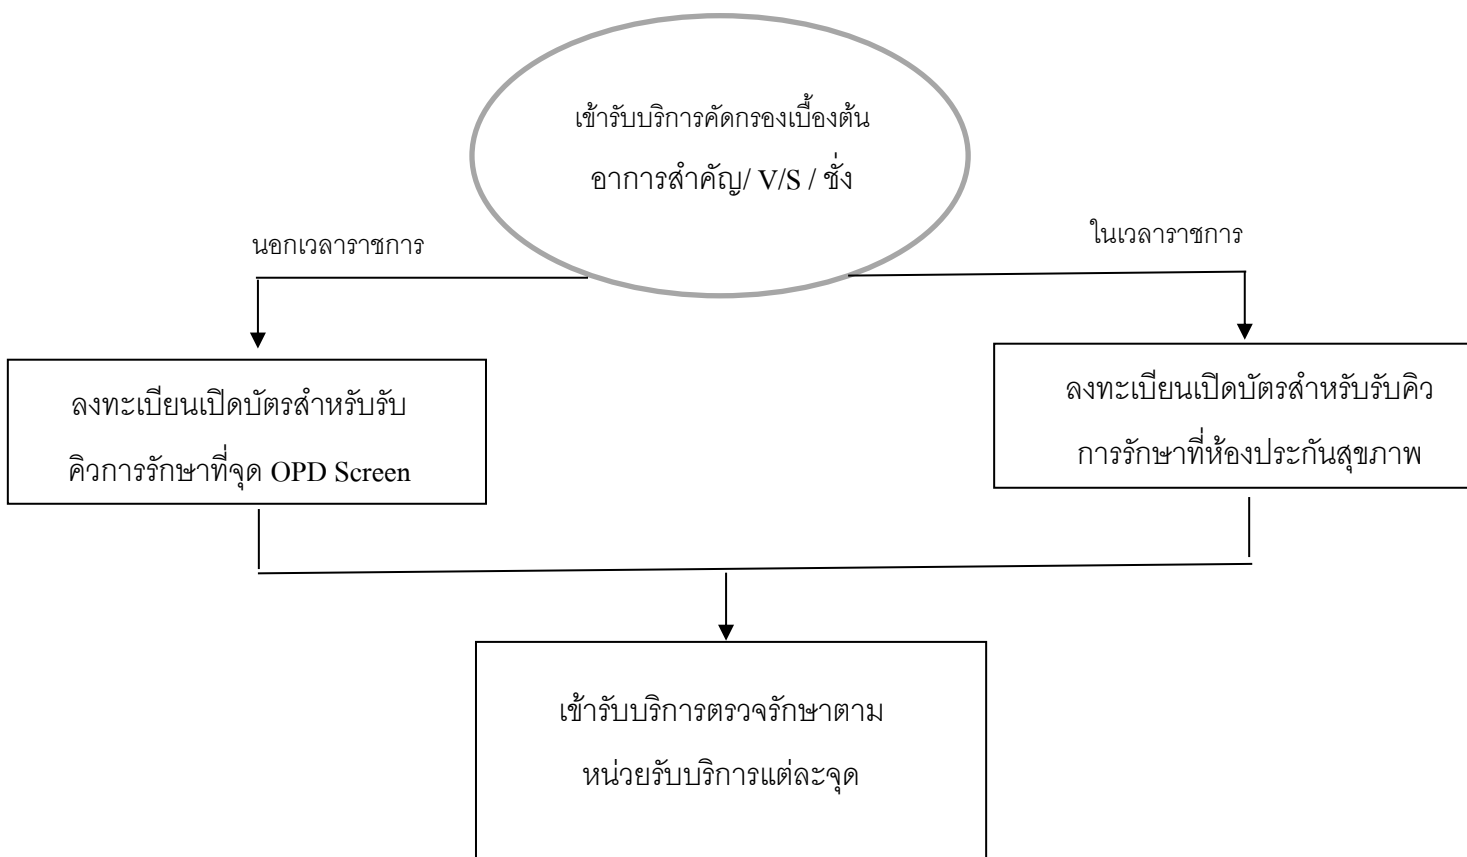 เข้ารับบริการคัดกรองเบื้องต้น
อาการสำคัญ/ V/S / ชั่ง
นอกเวลาราชการ
ในเวลาราชการ
ลงทะเบียนเปิดบัตรสำหรับรับ
คิวการรักษาที่จุด OPD Screen
ลงทะเบียนเปิดบัตรสำหรับรับคิว
การรักษาที่ห้องประกันสุขภาพ
เข้ารับบริการตรวจรักษาตาม
หน่วยรับบริการแต่ละจุด